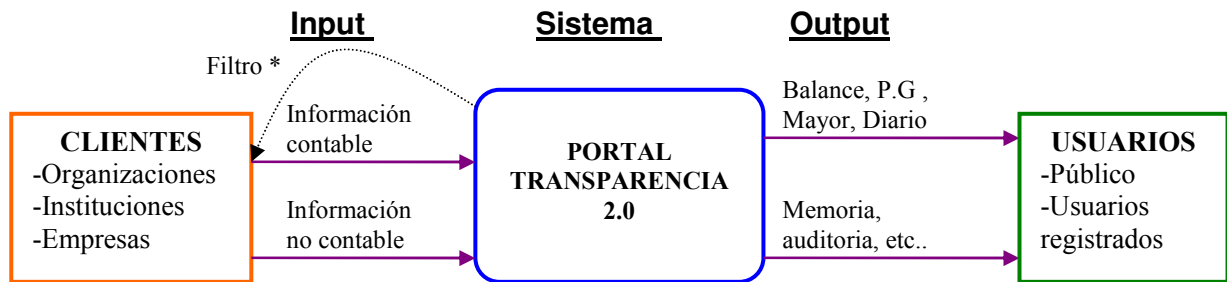 Input
Sistema
Output
Filtro *
CLIENTES
-Organizaciones
-Instituciones
-Empresas
Información
contable
Información
no contable
PORTAL
TRANSPARENCIA
2.0
Balance, P.G ,
Mayor, Diario
Memoria,
auditoria, etc..
USUARIOS
-Público
-Usuarios
registrados